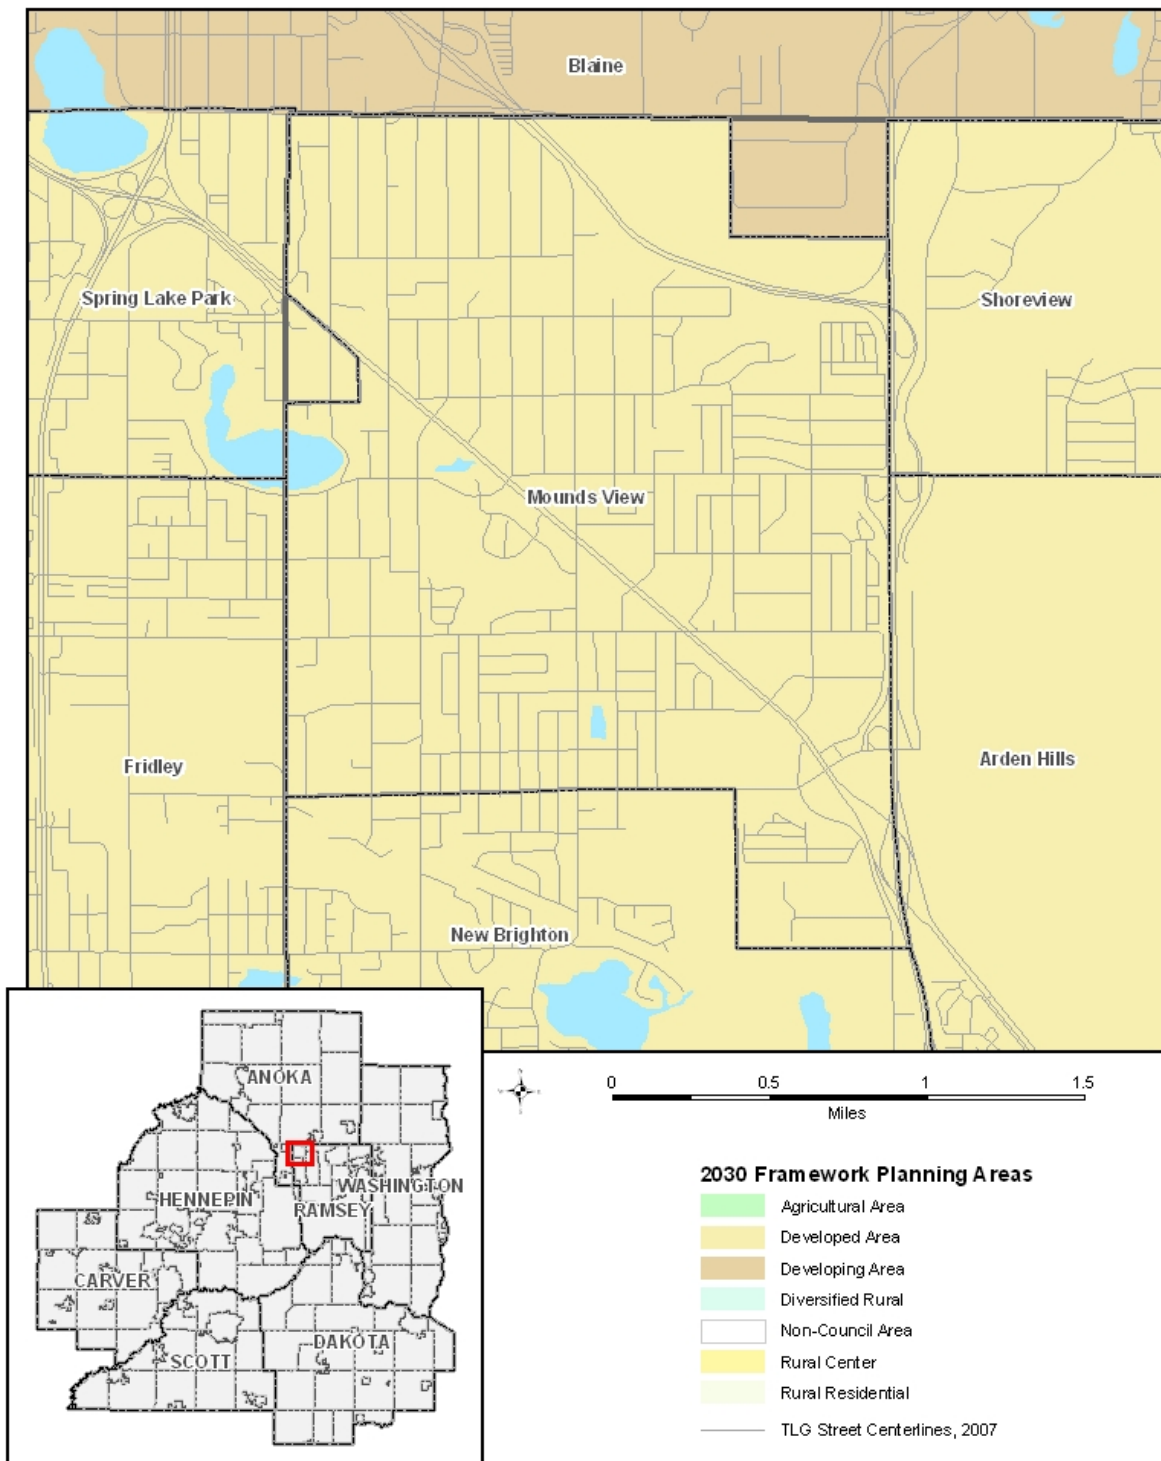 Blaine
Spring Lake Park
Shoreview
Mounds View
Fridley
Arden Hills
New Brighton
ANOKA
WASHINGTON
HENNEPIN
RAMSEY
CARVER
DAKOTA
SCOTT
0 0.5 1 1.5
Miles
2030 Framework Planning Areas
Agricultural Area
Developed Area
Developing Area
Diversified Rural
Non-Council Area
Rural Center
Rural Residential
TLG Street Centerlines, 2007